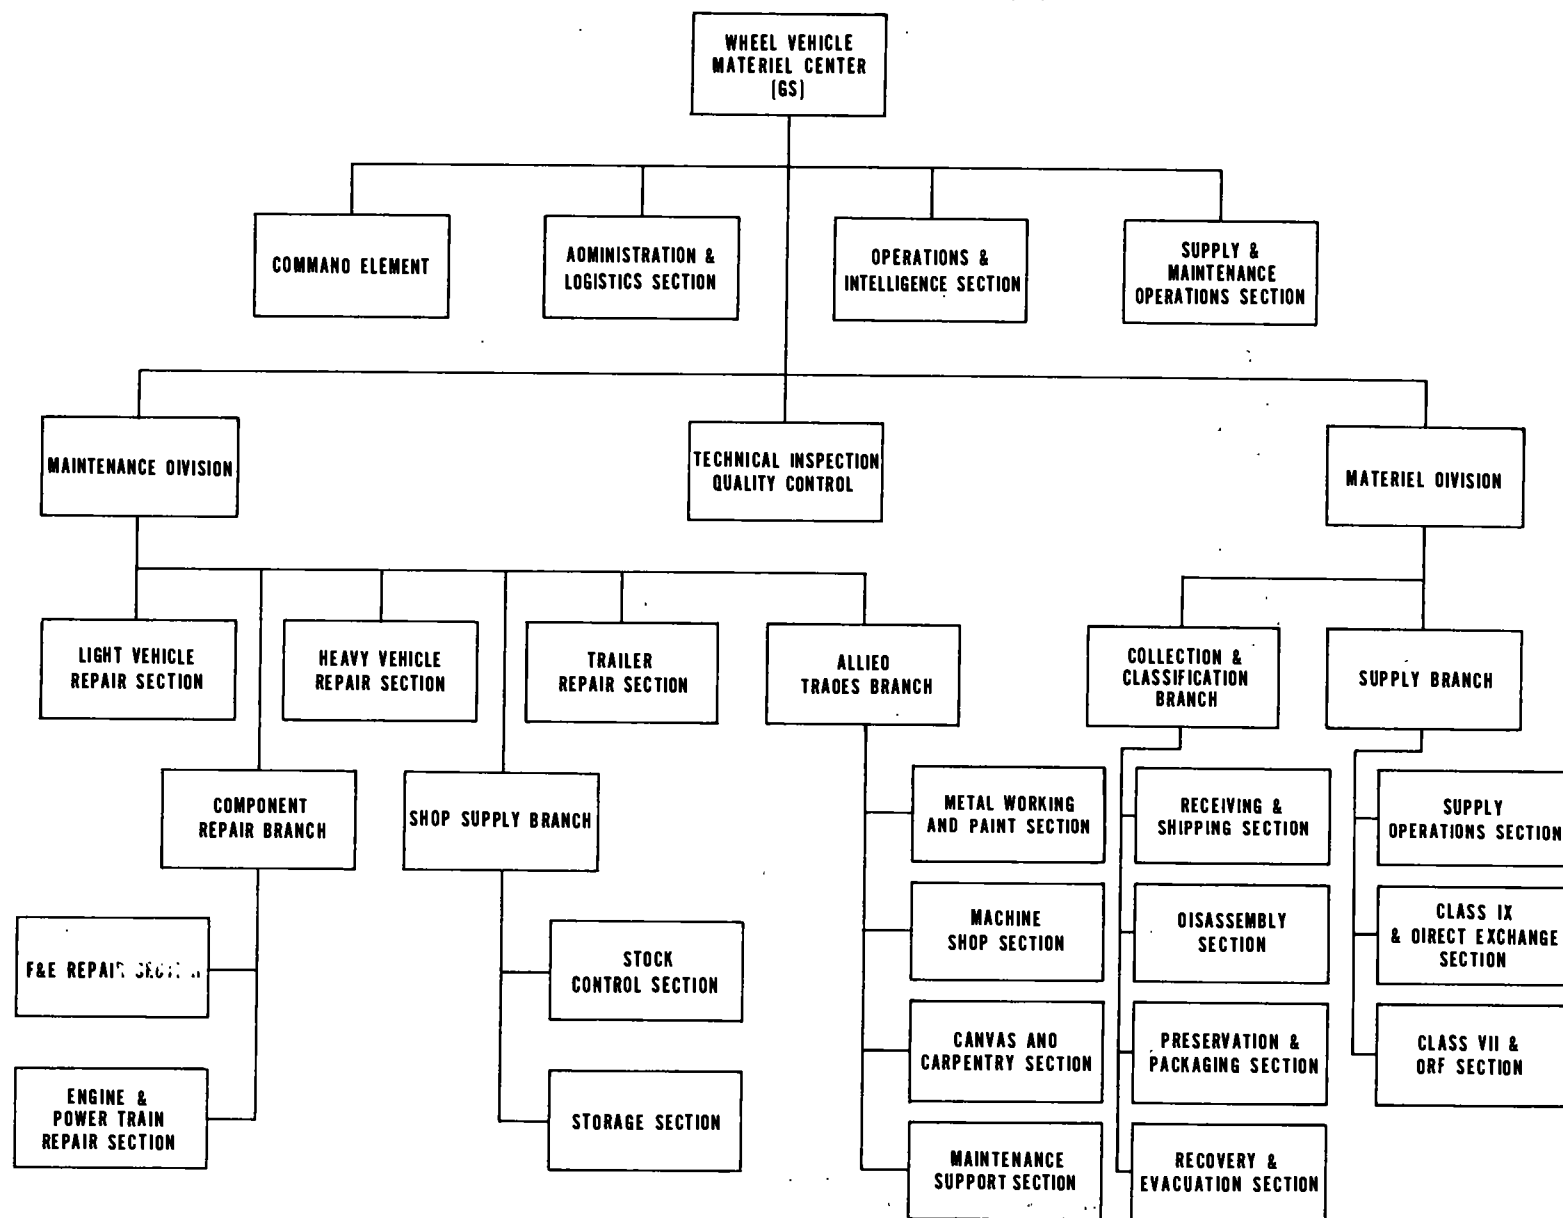 WHEEL VEHICLE
MATERIEL CENTER
(GS)
COMMANO ELEMENT
AOMINISTRATION &
LOGISTICS SECTION
OPERATIONS &
INTELLIGENCE SECTION
SUPPLY &
MAINTENANCE
OPERATIONS SECTION
MAINTENANCE OIVISION
TECHNICAL INSPECTION
QUALITY CONTROL
MATERIEL OIVISION
LIGHT VEHICLE
REPAIR SECTION
HEAVY VEHICLE
REPAIR SECTION
TRAILER
REPAIR SECTION
ALLIEO
TRAOES BRANCH
COLLECTION &
CLASSIFICATION
BRANCH
SUPPLY BRANCH
COMPONENT
REPAIR BRANCH
SHOP SUPPLY BRANCH
METAL WORKING
AND PAINT SECTION
RECEIVING &
SHIPPING SECTION
SUPPLY
OPERATIONS SECTION
F&E REPAIR
STOCK
CONTROL SECTION
MACHINE
SHOP SECTION
OISASSEMBLY
SECTION
CLASS IX
& OIRECT EXCHANGE
SECTION
ENGINE &
POWER TRAIN
REPAIR SECTION
STORAGE SECTION
CANVAS AND
CARPENTRY SECTION
PRESERVATION &
PACKAGING SECTION
CLASS VII &
ORF SECTION
MAINTENANCE
SUPPORT SECTION
RECOVERY &
EVACUATION SECTION